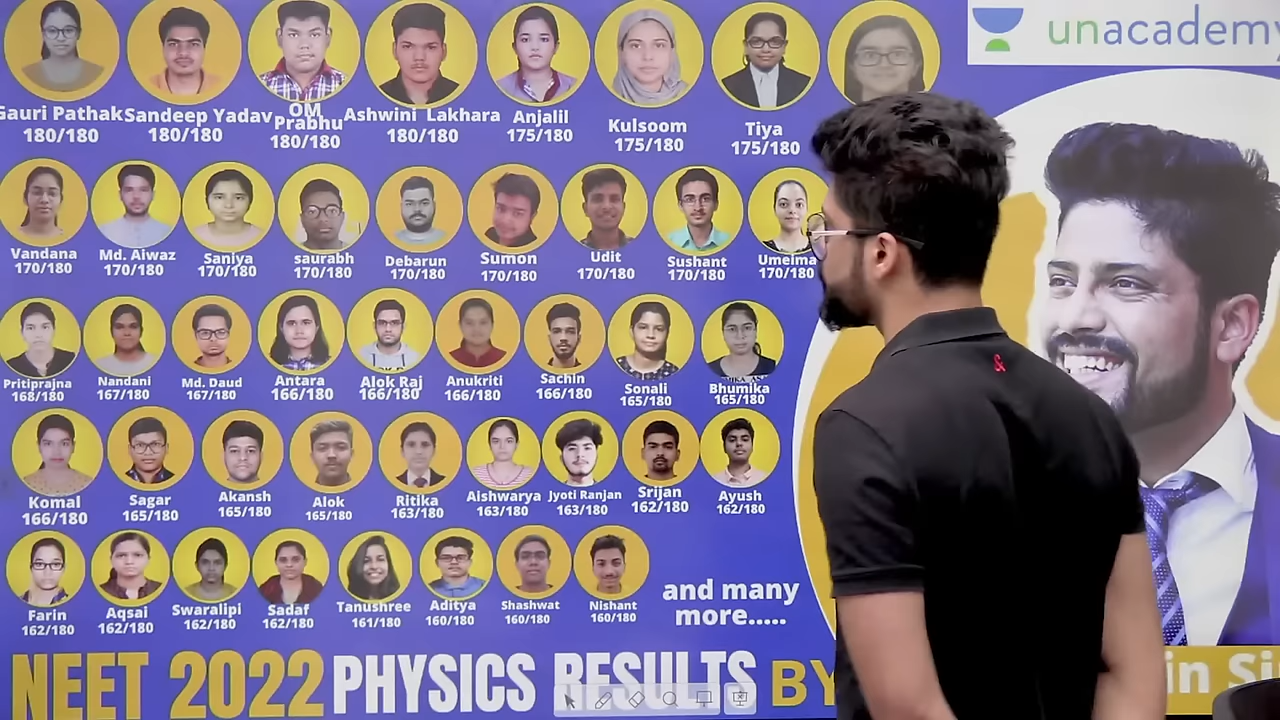 unacademy
Gauri Pathak Sandeep Yadav OM Prabhu Ashwini Lakhara Anjalil Kulsoom Tiya
180/180 180/180 180/180 180/180 175/180 175/180 175/180
Vandana Md. Aiwaz Saniya saurabh Debarun Sumon Udit Sushant Umeima
170/180 170/180 170/180 170/180 170/180 170/180 170/180 170/180 170/180
Pritiprajna Nandani Md. Daud Antara Alok Raj Anukriti Sachin Sonali Bhumika
168/180 167/180 167/180 166/180 166/180 166/180 166/180 165/180 165/180
Komal Sagar Akansh Alok Ritika Aishwarya Jyoti Ranjan Srijan Ayush
166/180 165/180 165/180 165/180 163/180 163/180 163/180 162/180 162/180
Farin Aqsai Swaralipi Sadaf Tanushree Aditya Shashwat Nishant
162/180 162/180 162/180 162/180 161/180 160/180 160/180 160/180
and many
more.....
NEET 2022 PHYSICS RESULTS BY